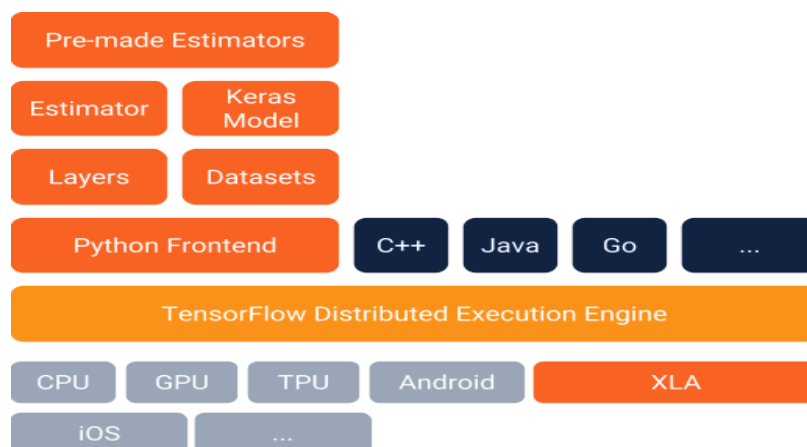 Pre-made Estimators
Estimator
Keras
Model
Layers
Datasets
Python Frontend
C++
Java
Go
...
TensorFlow Distributed Execution Engine
CPU
GPU
TPU
Android
XLA
iOS
...